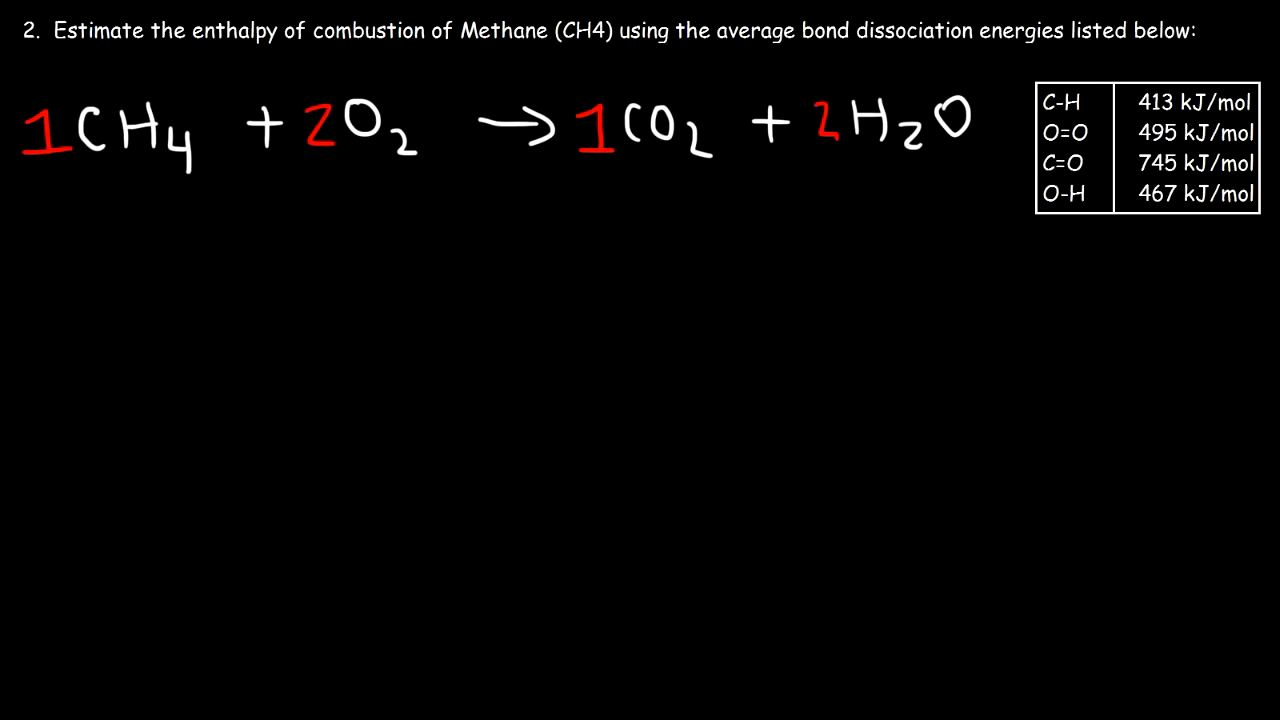 2. Estimate the enthalpy of combustion of Methane (CH4) using the average bond dissociation energies listed below:
1CH₄ + 2O₂ → 1CO₂ + 2H₂O
C-H 413 kJ/mol
O=O 495 kJ/mol
C=O 745 kJ/mol
O-H 467 kJ/mol